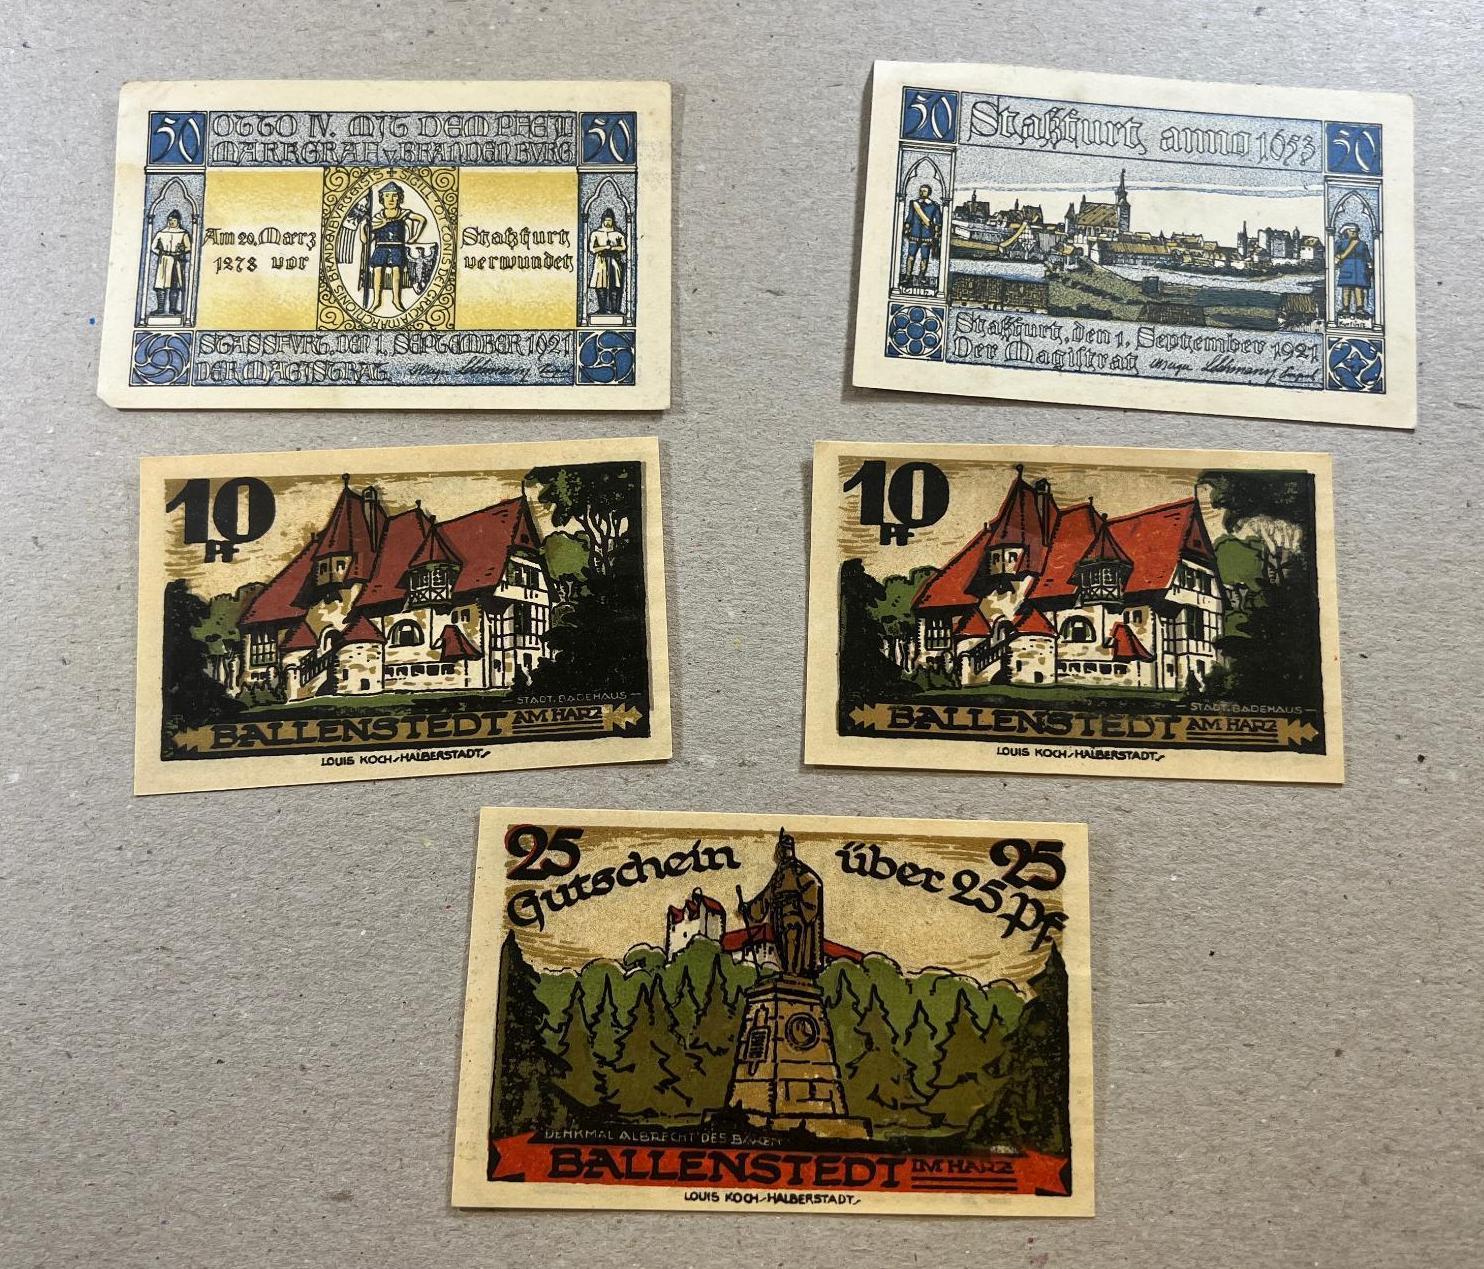 50
OTTO IV. MIT DEM PFEIL
MARKGRAF v. BRANDENBURG
50
Am 20. Maerz
1278 vor
Staßfurt
verwundet
STASSFURT, DEN 1. SEPTEMBER 1921
DER MAGISTRAT
50
Staßfurt anno 1653
50
Staßfurt, den 1. September 1921
Der Magistrat
10
PF
STÄDT. BADEHAUS
BALLENSTEDT AM HARZ
LOUIS KOCH-HALBERSTADT
10
PF
STÄDT. BADEHAUS
BALLENSTEDT AM HARZ
LOUIS KOCH-HALBERSTADT
25
25
Gutschein über 25 Pf
DENKMAL ALBRECHT DES BÄREN
BALLENSTEDT IM HARZ
LOUIS KOCH-HALBERSTADT